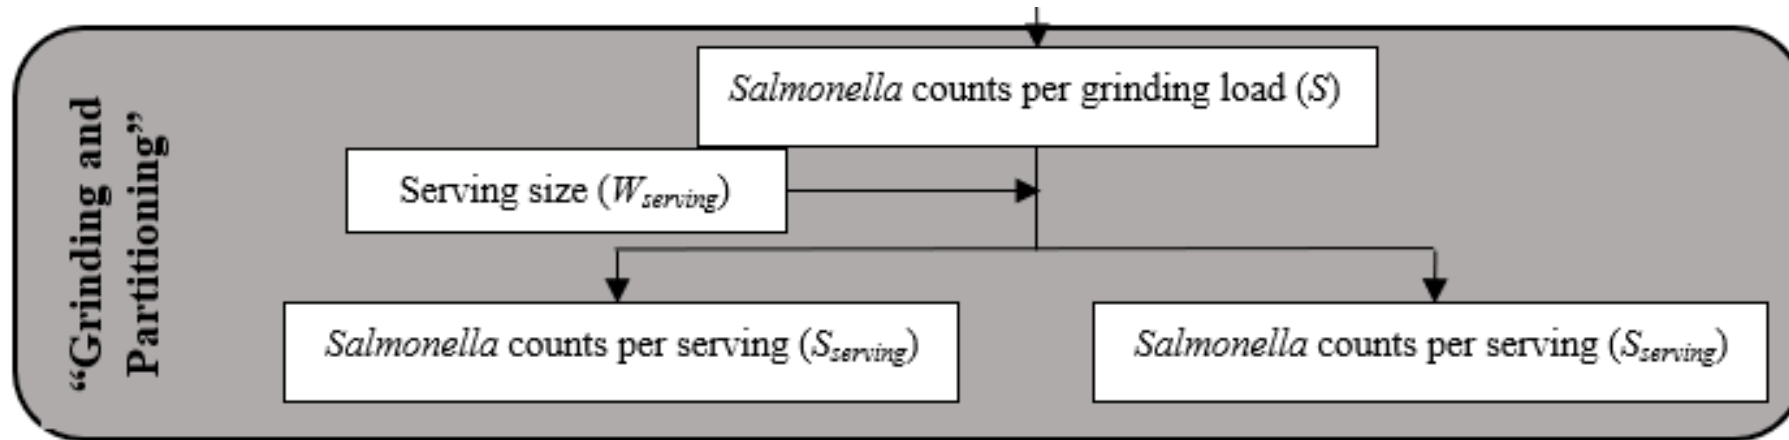 “Grinding and
Partitioning”
Salmonella counts per grinding load (S)
Serving size (Wserving)
Salmonella counts per serving (Sserving)
Salmonella counts per serving (Sserving)